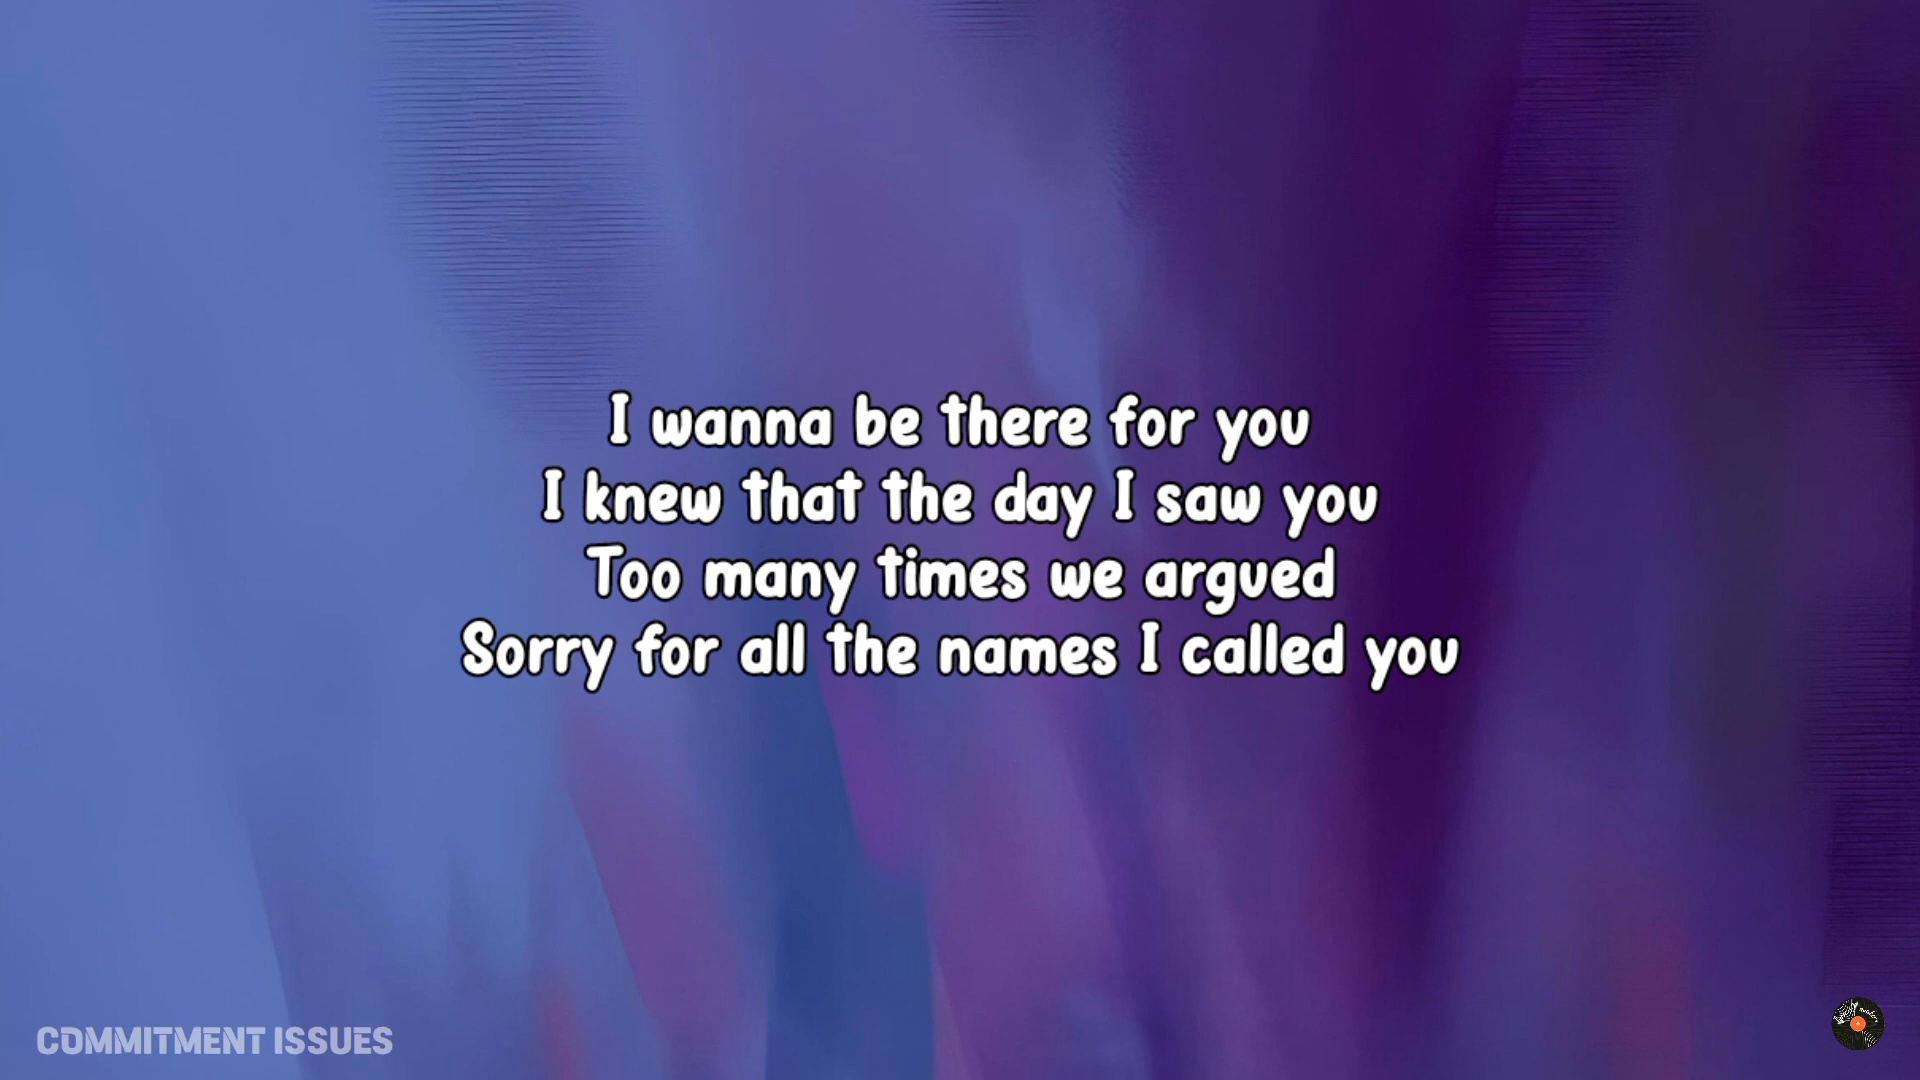 I wanna be there for you
I knew that the day I saw you
Too many times we argued
Sorry for all the names I called you
COMMITMENT ISSUES